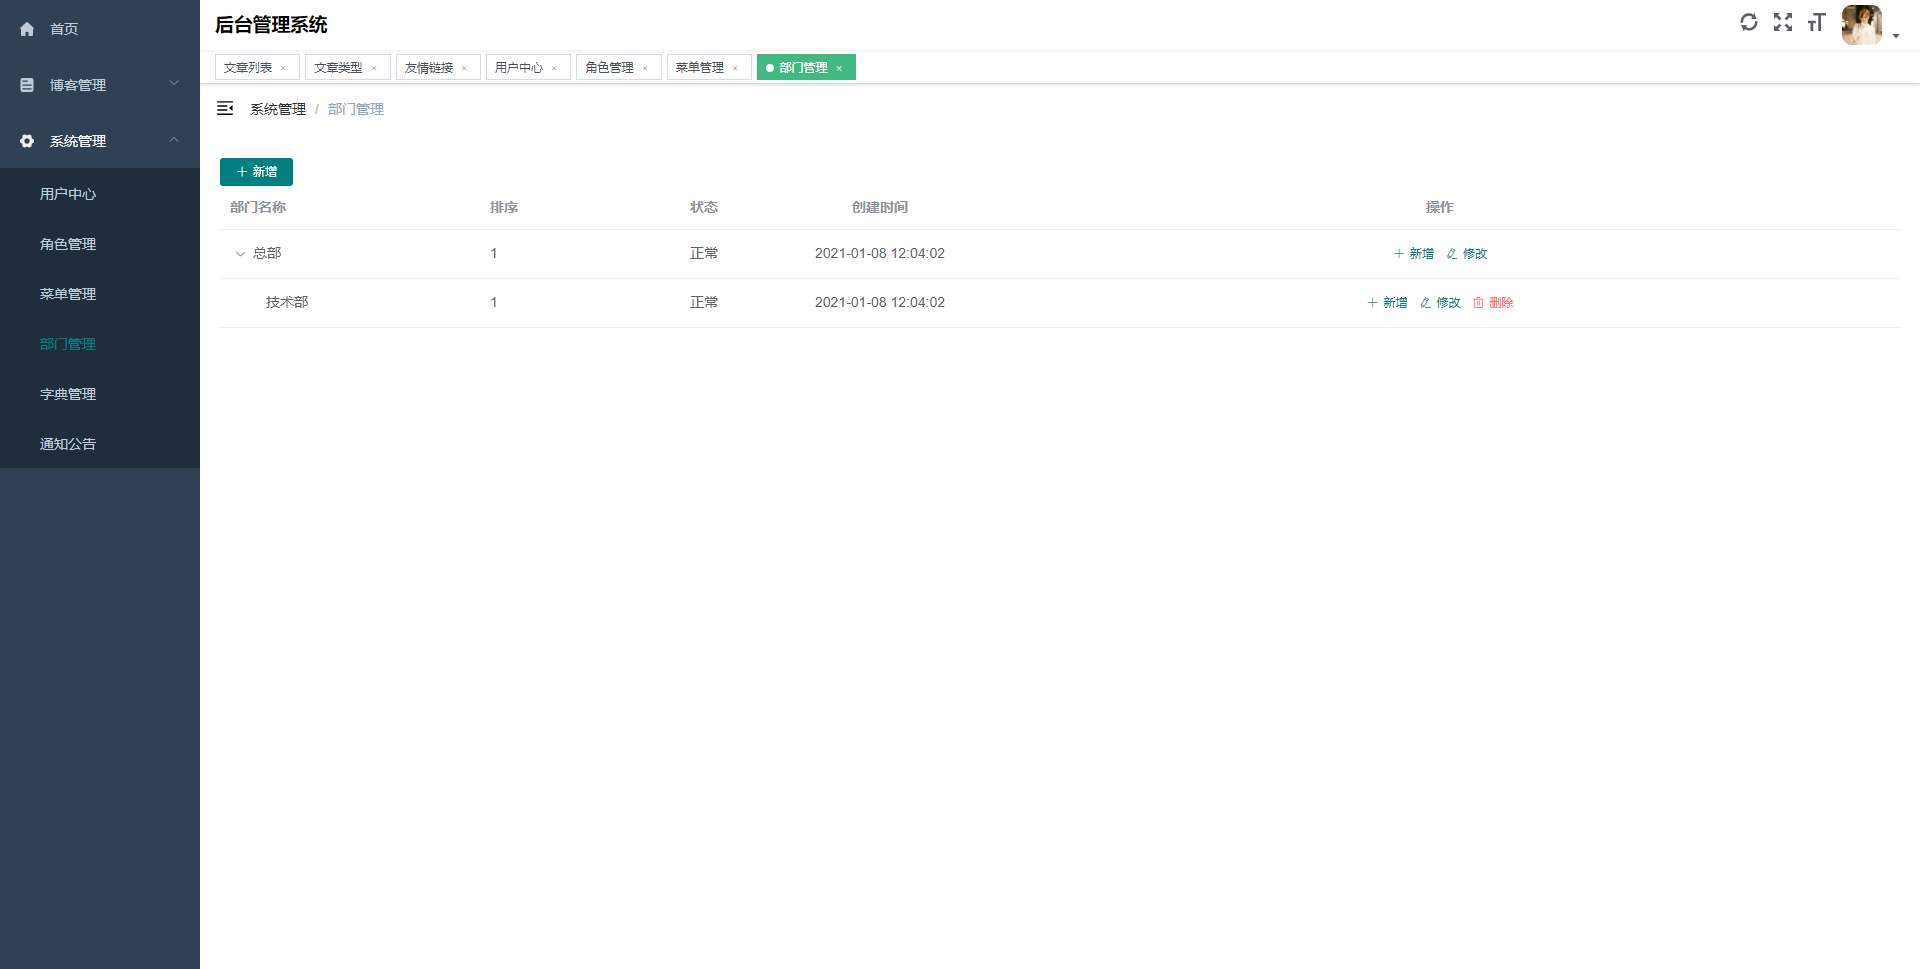 首页
博客管理
系统管理
用户中心
角色管理
菜单管理
部门管理
字典管理
通知公告
后台管理系统
文章列表 × 文章类型 × 友情链接 × 用户中心 × 角色管理 × 菜单管理 × 部门管理 ×
系统管理 / 部门管理
+ 新增
部门名称 排序 状态 创建时间 操作
总部 1 正常 2021-01-08 12:04:02 + 新增 修改
技术部 1 正常 2021-01-08 12:04:02 + 新增 修改 删除